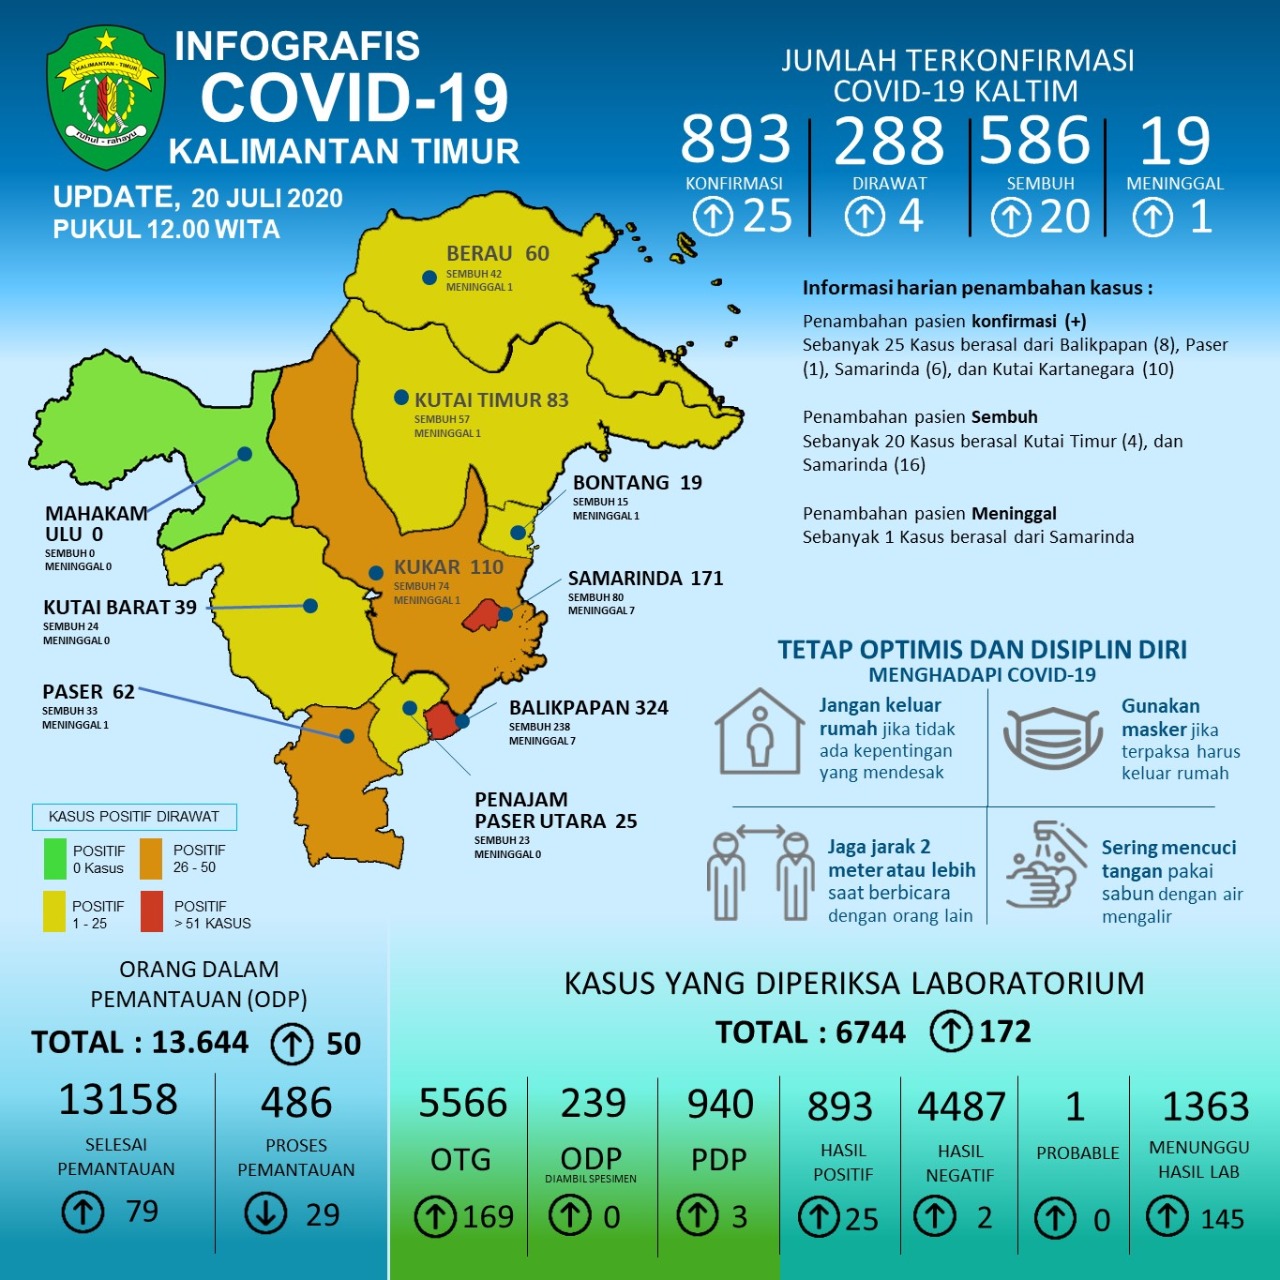 KALIMANTAN - TIMUR
ruhui - rahayu
INFOGRAFIS
COVID-19
KALIMANTAN TIMUR
UPDATE, 20 JULI 2020
PUKUL 12.00 WITA
JUMLAH TERKONFIRMASI
COVID-19 KALTIM
893
KONFIRMASI
25
288
DIRAWAT
4
586
SEMBUH
20
19
MENINGGAL
1
Informasi harian penambahan kasus :
Penambahan pasien konfirmasi (+)
Sebanyak 25 Kasus berasal dari Balikpapan (8), Paser
(1), Samarinda (6), dan Kutai Kartanegara (10)
Penambahan pasien Sembuh
Sebanyak 20 Kasus berasal Kutai Timur (4), dan
Samarinda (16)
Penambahan pasien Meninggal
Sebanyak 1 Kasus berasal dari Samarinda
BERAU 60
SEMBUH 42
MENINGGAL 1
KUTAI TIMUR 83
SEMBUH 57
MENINGGAL 1
BONTANG 19
SEMBUH 15
MENINGGAL 1
MAHAKAM
ULU 0
SEMBUH 0
MENINGGAL 0
KUKAR 110
SEMBUH 74
MENINGGAL 1
SAMARINDA 171
SEMBUH 80
MENINGGAL 7
KUTAI BARAT 39
SEMBUH 24
MENINGGAL 0
PASER 62
SEMBUH 33
MENINGGAL 1
BALIKPAPAN 324
SEMBUH 238
MENINGGAL 7
PENAJAM
PASER UTARA 25
SEMBUH 23
MENINGGAL 0
KASUS POSITIF DIRAWAT
POSITIF
0 Kasus
POSITIF
26 - 50
POSITIF
1 - 25
POSITIF
> 51 KASUS
TETAP OPTIMIS DAN DISIPLIN DIRI
MENGHADAPI COVID-19
Jangan keluar
rumah jika tidak
ada kepentingan
yang mendesak
Gunakan
masker jika
terpaksa harus
keluar rumah
Jaga jarak 2
meter atau lebih
saat berbicara
dengan orang lain
Sering mencuci
tangan pakai
sabun dengan air
mengalir
ORANG DALAM
PEMANTAUAN (ODP)
TOTAL : 13.644 50
13158
SELESAI
PEMANTAUAN
79
486
PROSES
PEMANTAUAN
29
KASUS YANG DIPERIKSA LABORATORIUM
TOTAL : 6744 172
5566
OTG
169
239
ODP
DIAMBIL SPESIMEN
0
940
PDP
3
893
HASIL
POSITIF
25
4487
HASIL
NEGATIF
2
1
PROBABLE
0
1363
MENUNGGU
HASIL LAB
145